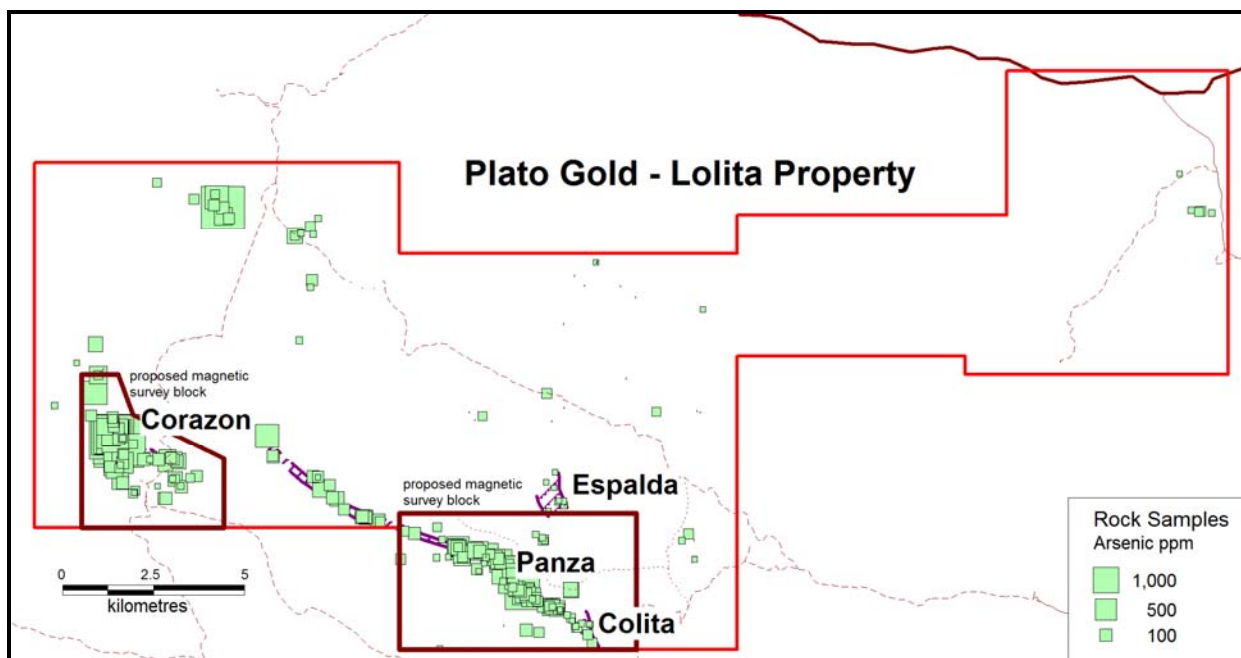 Plato Gold - Lolita Property
proposed magnetic
survey block
Corazon
proposed magnetic
survey block
Espalda
Panza
Colita
0 2.5 5
kilometres
Rock Samples
Arsenic ppm
1,000
500
100